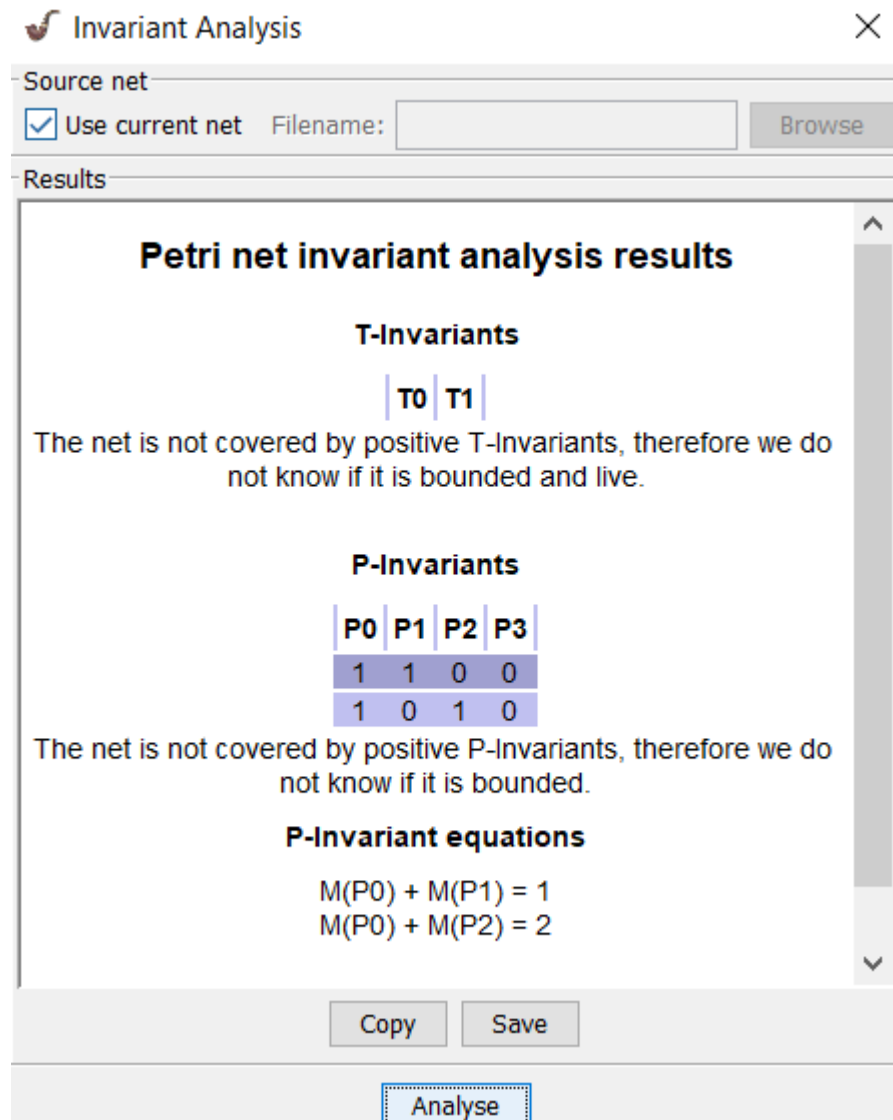 Invariant Analysis
Source net
Use current net Filename: Browse
Results
Petri net invariant analysis results
T-Invariants
T0 T1
The net is not covered by positive T-Invariants, therefore we do
not know if it is bounded and live.
P-Invariants
P0 P1 P2 P3
1 1 0 0
1 0 1 0
The net is not covered by positive P-Invariants, therefore we do
not know if it is bounded.
P-Invariant equations
M(P0) + M(P1) = 1
M(P0) + M(P2) = 2
Copy Save
Analyse